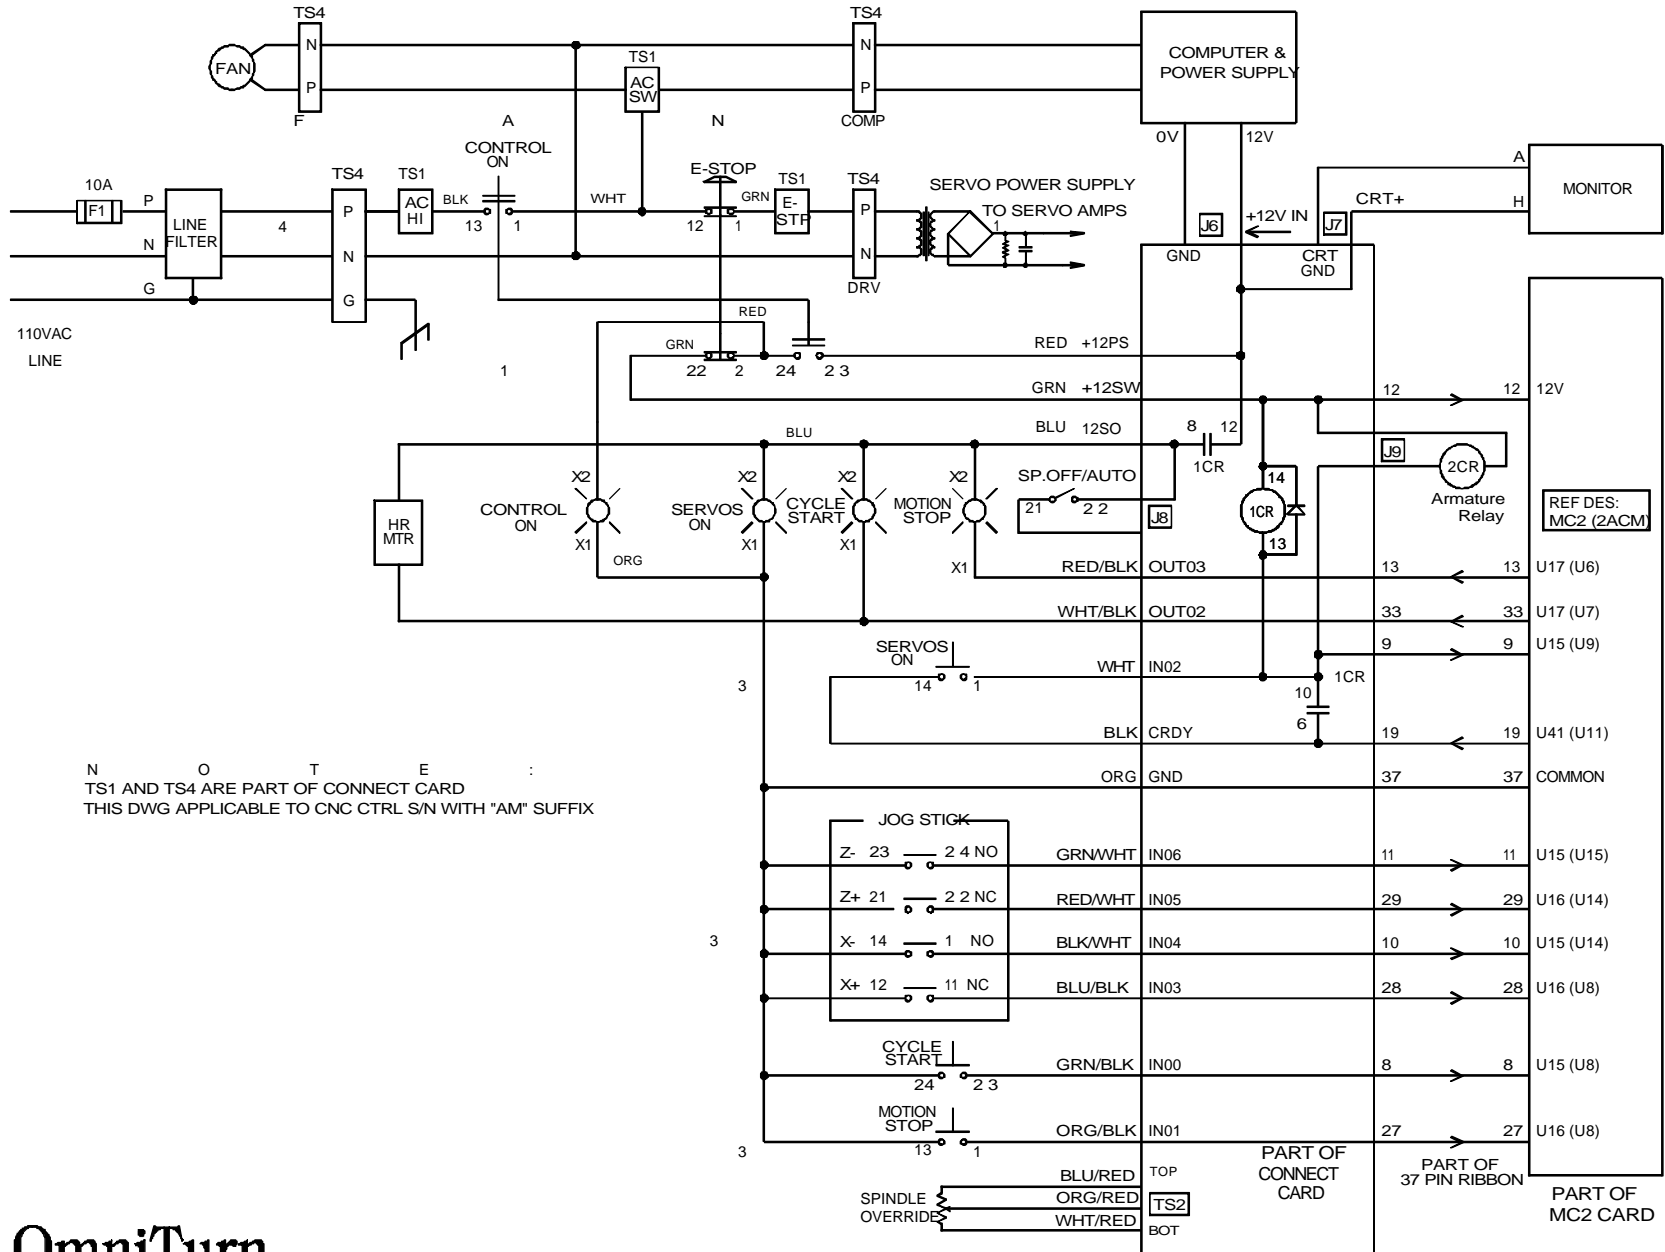 TS4
TS4
N
N
TS1
FAN
AC
SW
COMPUTER &
POWER SUPPLY
P
P
F
A
N
COMP
0V
12V
CONTROL
ON
E-STOP
A
10A
TS4
TS1
TS1
TS4
SERVO POWER SUPPLY
CRT+
MONITOR
F1
P
P
AC
HI
BLK
WHT
GRN
E-
STP
P
TO SERVO AMPS
H
LINE
FILTER
4
13
1
12
1
1
J6
+12V IN
J7
N
N
N
GND
CRT
GND
G
G
DRV
110VAC
LINE
RED
GRN
RED +12PS
1
22
2
24
2 3
GRN +12SW
12
12
12V
BLU
BLU 12SO
8
12
1CR
J9
2CR
Armature
Relay
X2
X2
X2
X2
SP.OFF/AUTO
14
CONTROL
ON
SERVOS
ON
CYCLE
START
MOTION
STOP
21
2 2
J8
1CR
REF DES:
MC2 (2ACM)
HR
MTR
X1
X1
X1
13
ORG
X1
RED/BLK OUT03
13
13
U17 (U6)
WHT/BLK OUT02
33
33
U17 (U7)
SERVOS
ON
9
9
U15 (U9)
WHT IN02
3
14
1
1CR
10
6
BLK CRDY
19
19
U41 (U11)
N O T E :
TS1 AND TS4 ARE PART OF CONNECT CARD
THIS DWG APPLICABLE TO CNC CTRL S/N WITH "AM" SUFFIX
ORG GND
37
37
COMMON
JOG STICK
Z- 23
2 4 NO
GRN/WHT IN06
11
11
U15 (U15)
Z+ 21
2 2 NC
RED/WHT IN05
29
29
U16 (U14)
3
X- 14
1 NO
BLK/WHT IN04
10
10
U15 (U14)
X+ 12
11 NC
BLU/BLK IN03
28
28
U16 (U8)
CYCLE
START
24
2 3
GRN/BLK IN00
8
8
U15 (U8)
MOTION
STOP
13
1
ORG/BLK IN01
27
27
U16 (U8)
3
PART OF
CONNECT
CARD
PART OF
37 PIN RIBBON
PART OF
MC2 CARD
BLU/RED TOP
SPINDLE
OVERRIDE
ORG/RED TS2
WHT/RED BOT
OmniTurn